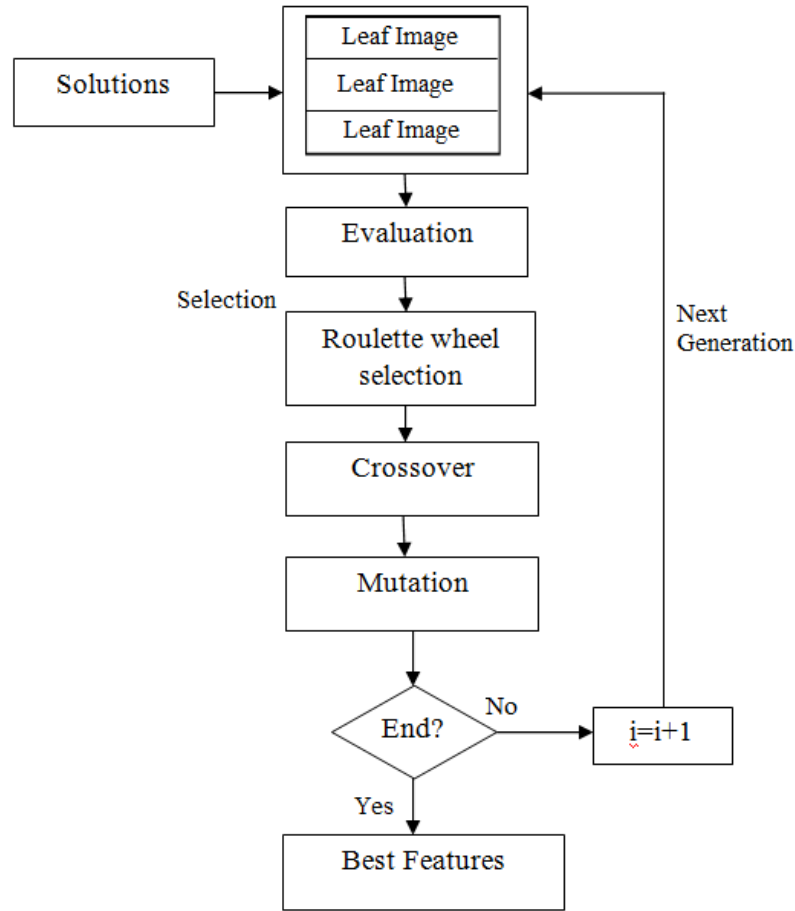 Leaf Image
Solutions
Leaf Image
Leaf Image
Evaluation
Selection
Roulette wheel
selection
Next
Generation
Crossover
Mutation
End?
No
i=i+1
Yes
Best Features